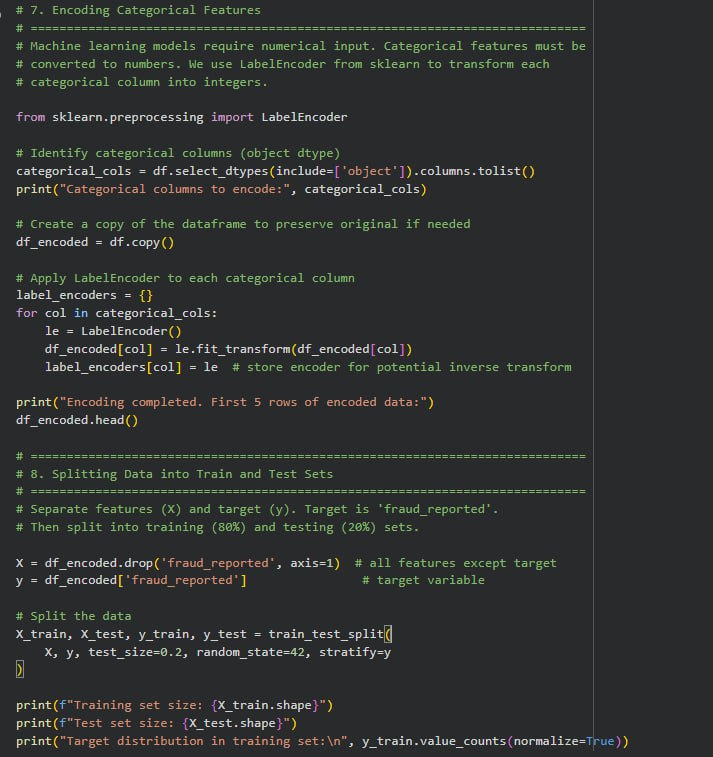 # 7. Encoding Categorical Features
# ===========================================================================
# Machine learning models require numerical input. Categorical features must be
# converted to numbers. We use LabelEncoder from sklearn to transform each
# categorical column into integers.
from sklearn.preprocessing import LabelEncoder
# Identify categorical columns (object dtype)
categorical_cols = df.select_dtypes(include=['object']).columns.tolist()
print("Categorical columns to encode:", categorical_cols)
# Create a copy of the dataframe to preserve original if needed
df_encoded = df.copy()
# Apply LabelEncoder to each categorical column
label_encoders = {}
for col in categorical_cols:
    le = LabelEncoder()
    df_encoded[col] = le.fit_transform(df_encoded[col])
    label_encoders[col] = le  # store encoder for potential inverse transform
print("Encoding completed. First 5 rows of encoded data:")
df_encoded.head()
# ===========================================================================
# 8. Splitting Data into Train and Test Sets
# ===========================================================================
# Separate features (X) and target (y). Target is 'fraud_reported'.
# Then split into training (80%) and testing (20%) sets.
X = df_encoded.drop('fraud_reported', axis=1)  # all features except target
y = df_encoded['fraud_reported']                # target variable
# Split the data
X_train, X_test, y_train, y_test = train_test_split(
    X, y, test_size=0.2, random_state=42, stratify=y
)
print(f"Training set size: {X_train.shape}")
print(f"Test set size: {X_test.shape}")
print("Target distribution in training set:\n", y_train.value_counts(normalize=True))